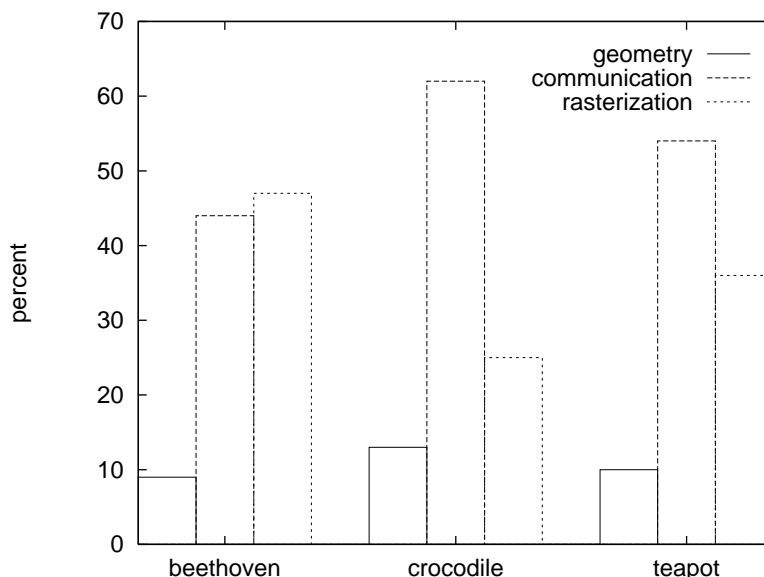 70
60
50
40
30
20
10
0
percent
geometry
communication
rasterization
beethoven crocodile teapot